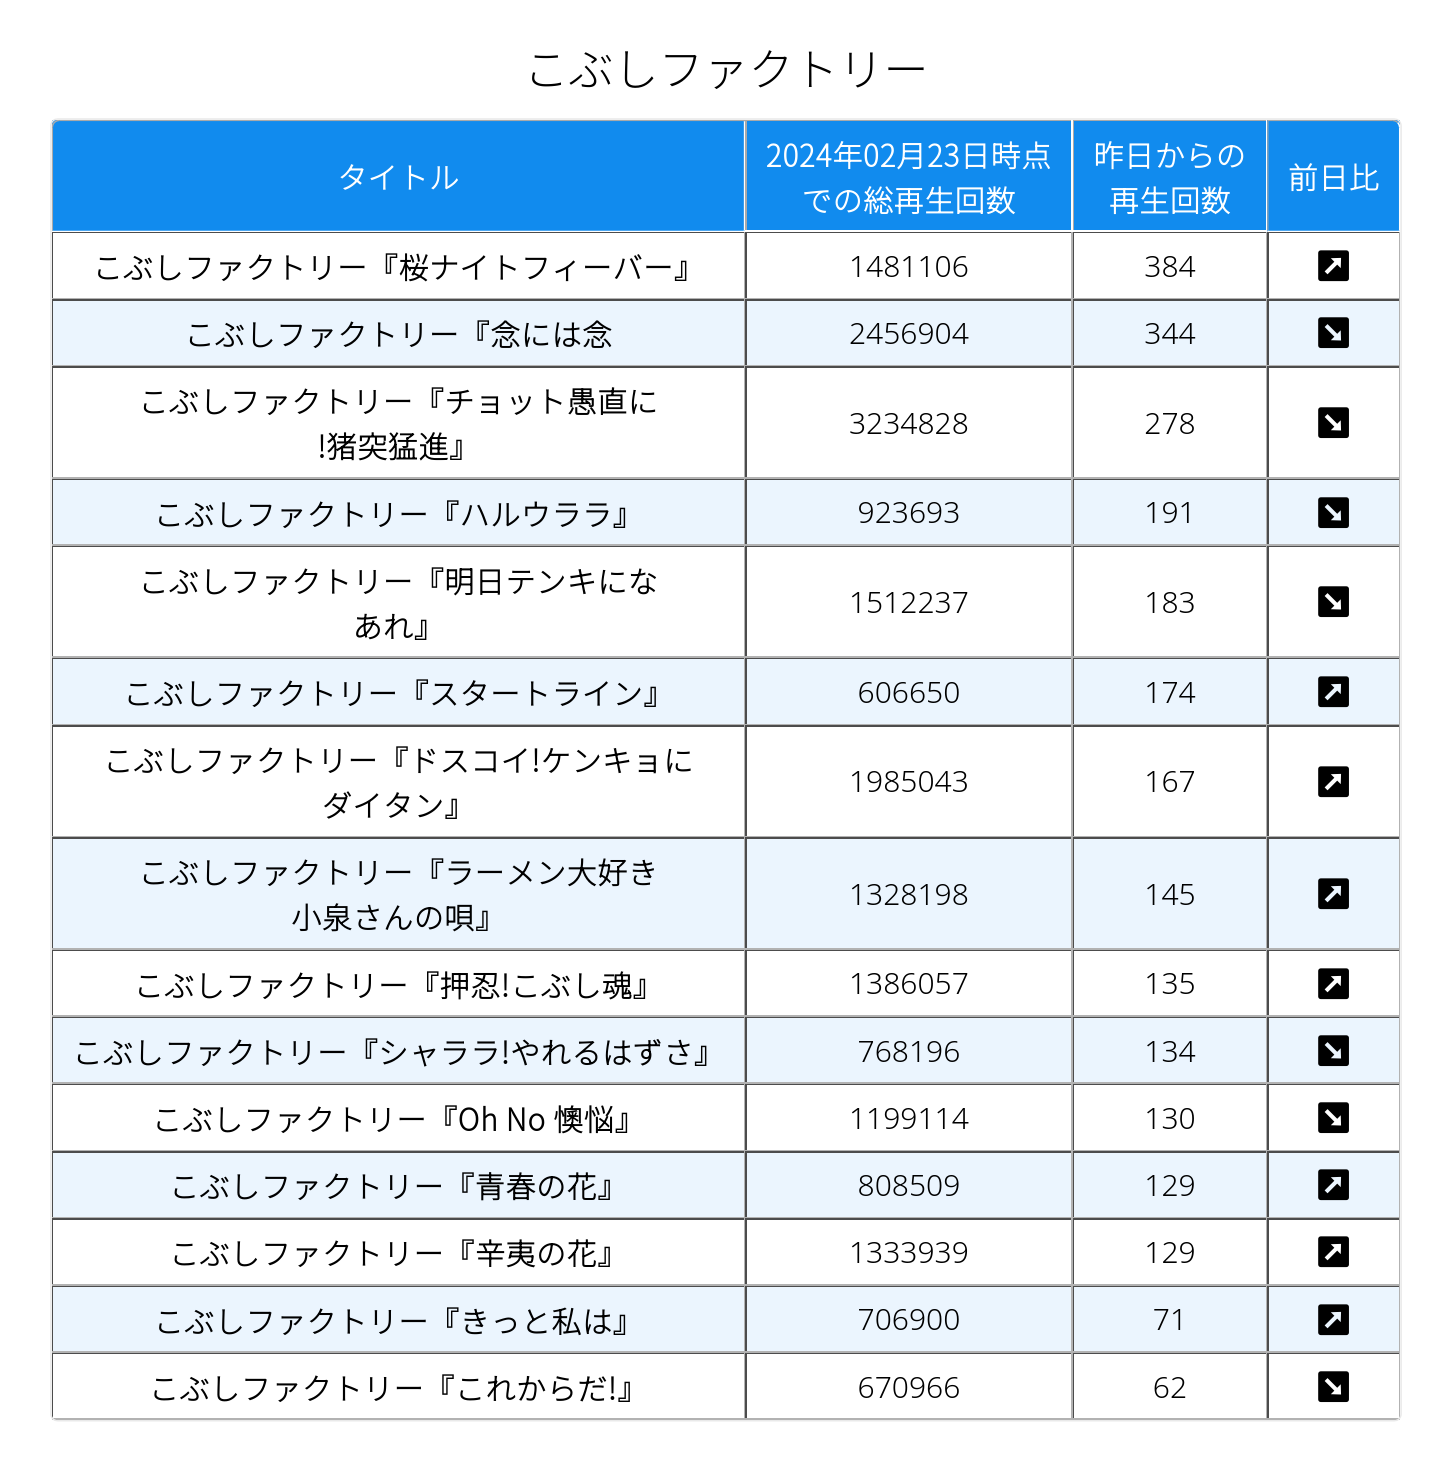 こぶしファクトリー
タイトル
2024年02月23日時点
での総再生回数
昨日からの
再生回数
前日比
こぶしファクトリー『桜ナイトフィーバー』 1481106 384 ↗
こぶしファクトリー『念には念 2456904 344 ↘
こぶしファクトリー『チョット愚直に
!猪突猛進』 3234828 278 ↘
こぶしファクトリー『ハルウララ』 923693 191 ↘
こぶしファクトリー『明日テンキにな
あれ』 1512237 183 ↘
こぶしファクトリー『スタートライン』 606650 174 ↗
こぶしファクトリー『ドスコイ!ケンキョに
ダイタン』 1985043 167 ↗
こぶしファクトリー『ラーメン大好き
小泉さんの唄』 1328198 145 ↗
こぶしファクトリー『押忍!こぶし魂』 1386057 135 ↗
こぶしファクトリー『シャララ!やれるはずさ』 768196 134 ↘
こぶしファクトリー『Oh No 懊悩』 1199114 130 ↘
こぶしファクトリー『青春の花』 808509 129 ↗
こぶしファクトリー『辛夷の花』 1333939 129 ↗
こぶしファクトリー『きっと私は』 706900 71 ↗
こぶしファクトリー『これからだ!』 670966 62 ↘